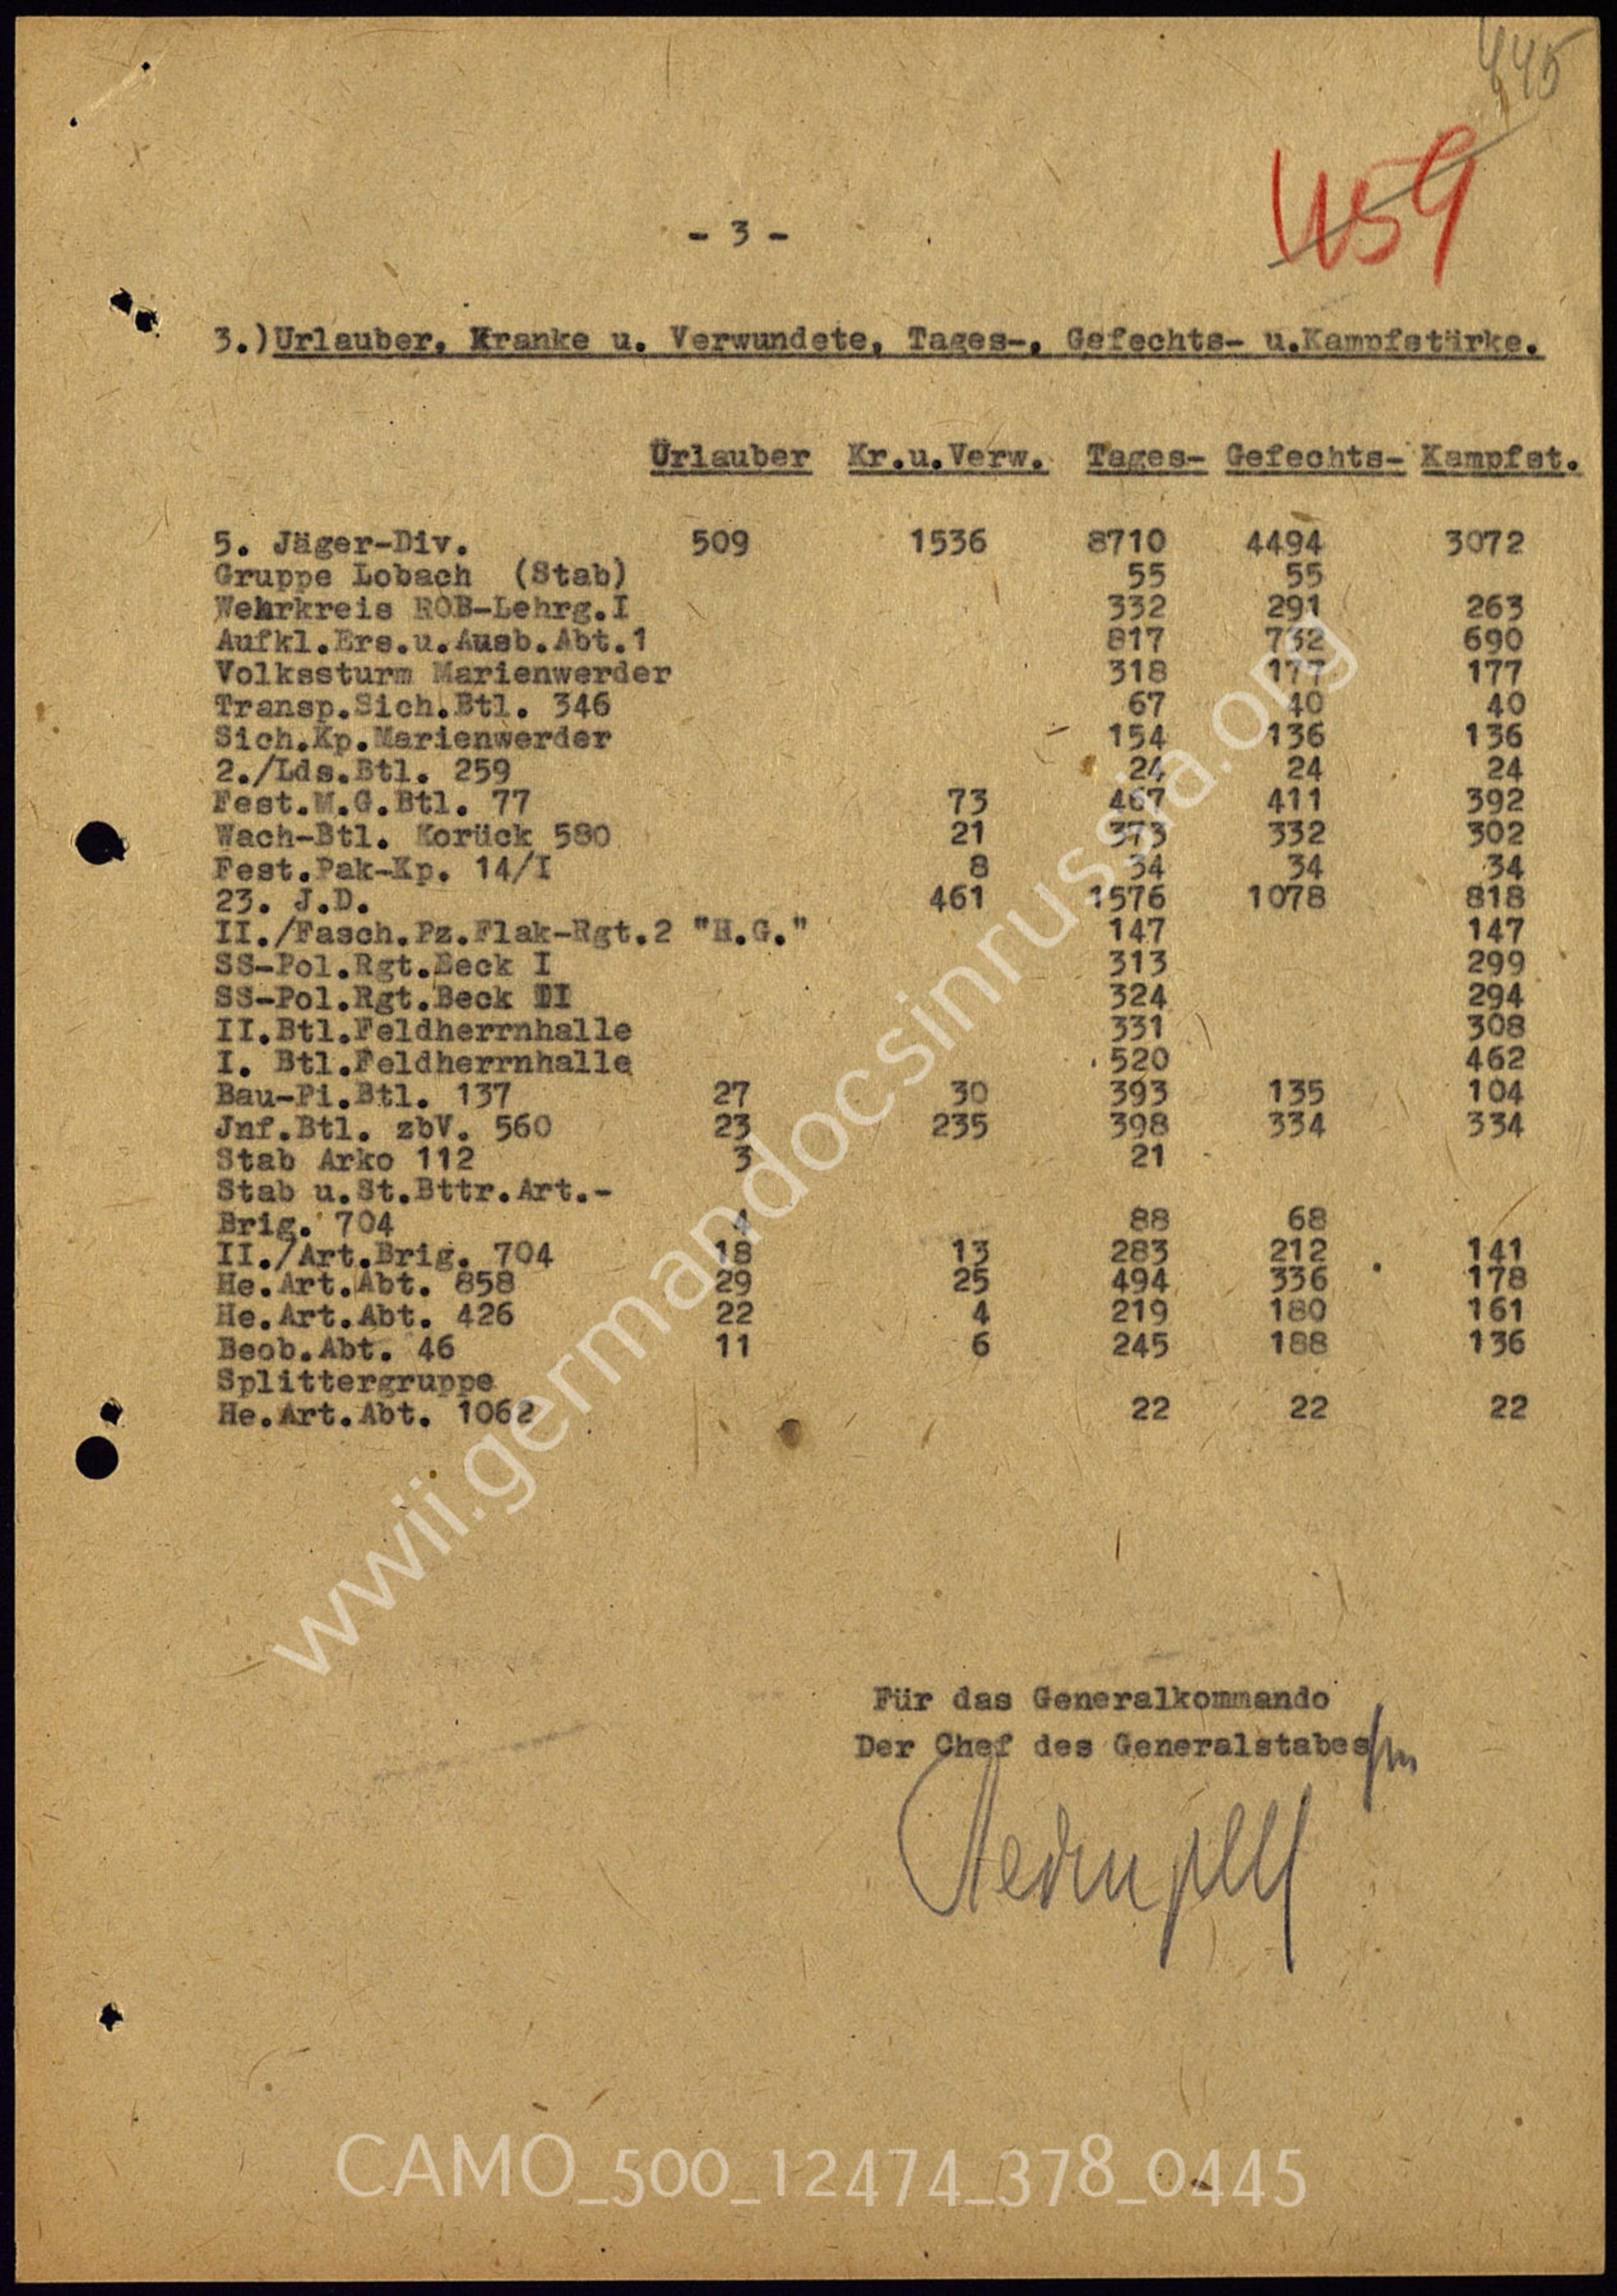 445
459
- 3 -
3.) Urlauber, Kranke u. Verwundete, Tages-, Gefechts- u.Kampfstärke.
Urlauber Kr.u.Verw. Tages- Gefechts- Kampfst.
5. Jäger-Div. 509 1536 8710 4494 3072
Gruppe Lobach (Stab) 55 55
Wehrkreis ROB-Lehrg.I 332 291 263
Aufkl.Ers.u.Ausb.Abt.1 817 732 690
Volkssturm Marienwerder 318 177 177
Transp.Sich.Btl. 346 67 40 40
Sich.Kp.Marienwerder 154 136 136
2./Lds.Btl. 259 24 24 24
Fest.M.G.Btl. 77 73 467 411 392
Wach-Btl. Korück 580 21 373 332 302
Fest.Pak-Kp. 14/I 8 34 34 34
23. J.D. 461 1576 1078 818
II./Fasch.Pz.Flak-Rgt.2 "H.G." 147 147
SS-Pol.Rgt.Beck I 313 299
SS-Pol.Rgt.Beck II 324 294
II.Btl.Feldherrnhalle 331 308
I. Btl.Feldherrnhalle 520 462
Bau-Pi.Btl. 137 27 30 393 135 104
Jnf.Btl. zbV. 560 23 235 398 334 334
Stab Arko 112 3 21
Stab u.St.Bttr.Art.-
Brig. 704 4 88 68
II./Art.Brig. 704 18 13 283 212 141
He.Art.Abt. 858 29 25 494 336 178
He.Art.Abt. 426 22 4 219 180 161
Beob.Abt. 46 11 6 245 188 136
Splittergruppe
He.Art.Abt. 1062 22 22 22
Für das Generalkommando
Der Chef des Generalstabes
wwii.germandocsinrussia.org
CAMO_500_12474_378_0445